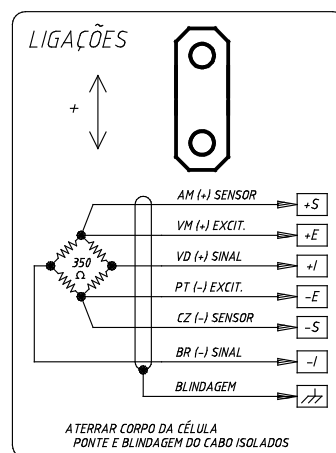 LIGAÇÕES
+
AM (+) SENSOR +S
VM (+) EXCIT. +E
VD (+) SINAL +I
350 Ω
PT (-) EXCIT. -E
CZ (-) SENSOR -S
BR (-) SINAL -I
BLINDAGEM
ATERRAR CORPO DA CÉLULA
PONTE E BLINDAGEM DO CABO ISOLADOS